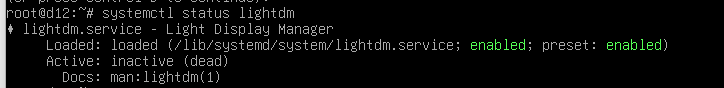 root@d12:~# systemctl status lightdm
♦ lightdm.service - Light Display Manager
Loaded: loaded (/lib/systemd/system/lightdm.service; enabled; preset: enabled)
Active: inactive (dead)
Docs: man:lightdm(1)